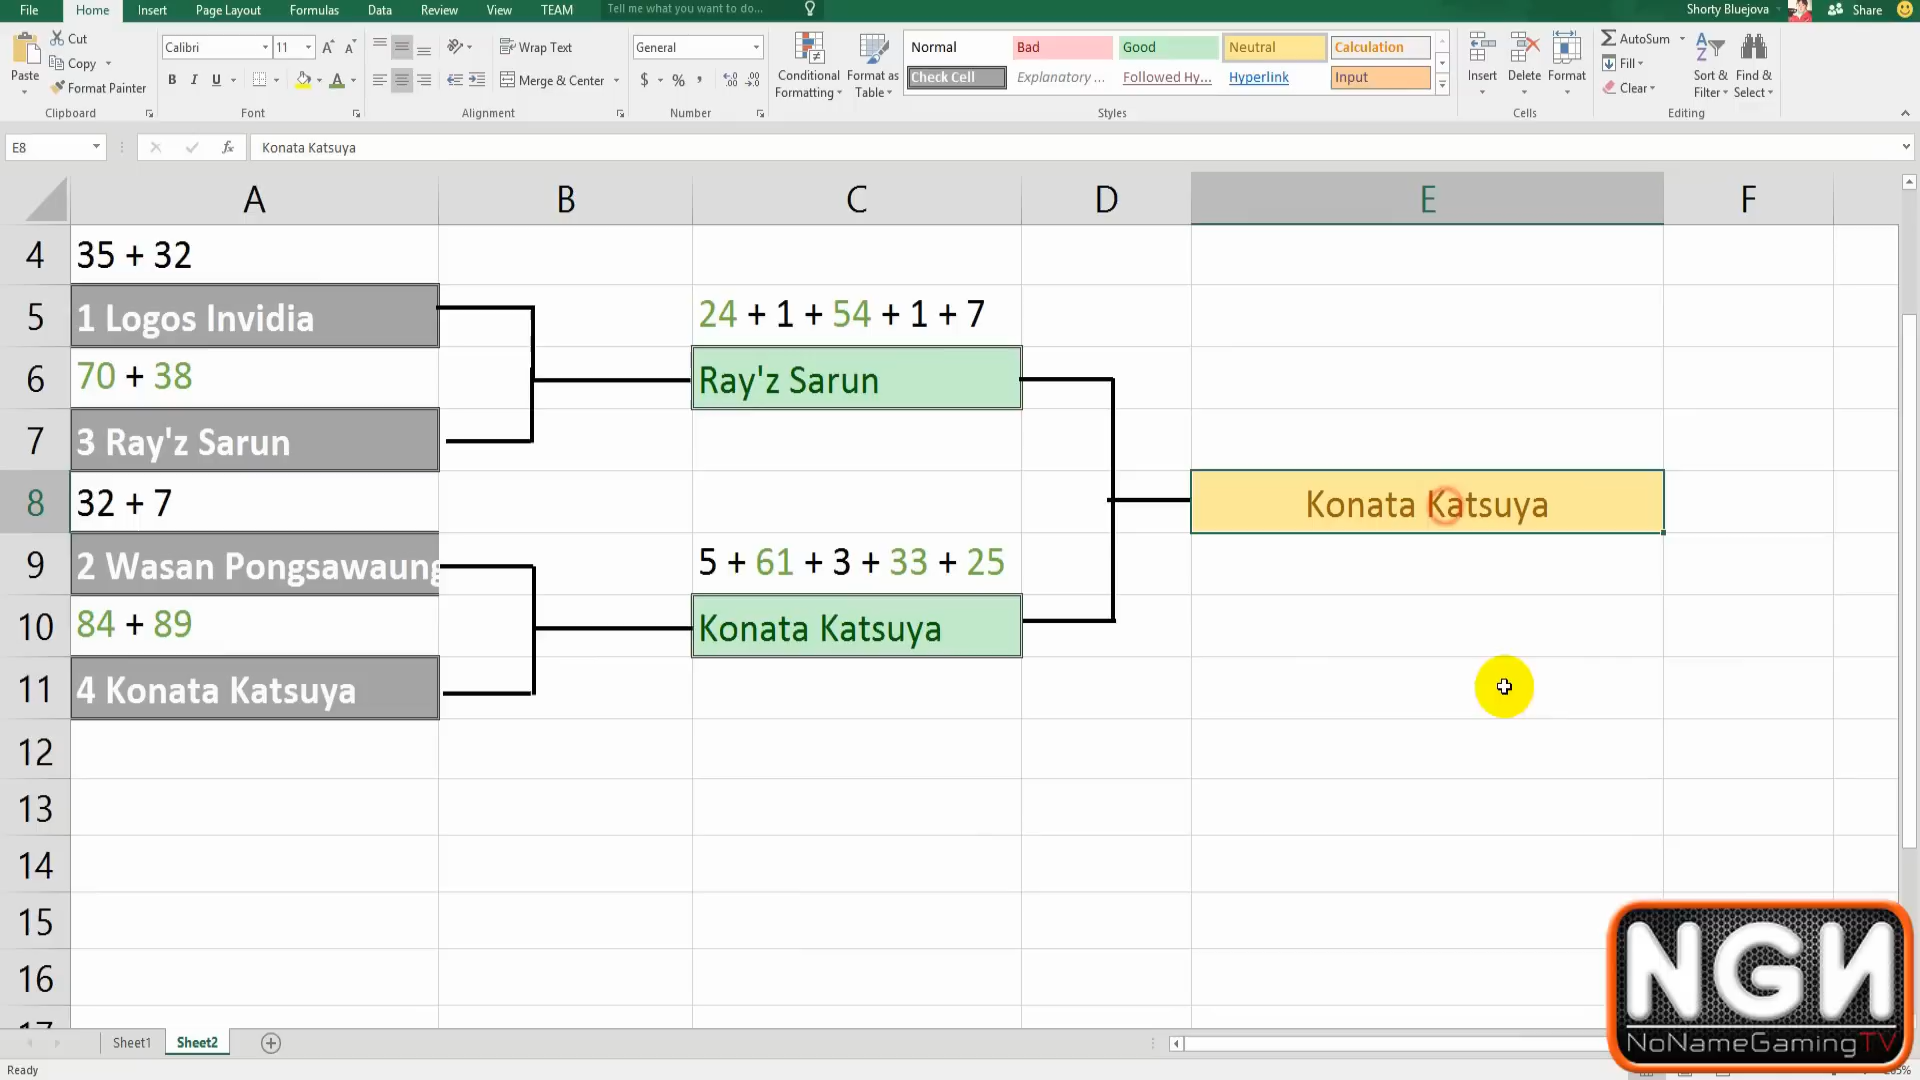 File Home Insert Page Layout Formulas Data Review View TEAM Tell me what you want to do... Shorty Bluejova Share
Cut
Copy
Format Painter
Paste
Clipboard
Calibri 11 A A
B I U A
Font
Wrap Text
Merge & Center
Alignment
General
$ % ,
Number
Conditional Formatting
Format as Table
Normal Bad Good Neutral Calculation
Check Cell Explanatory ... Followed Hy... Hyperlink Input
Styles
Insert Delete Format
Cells
AutoSum
Fill
Clear
Sort & Filter
Find & Select
Editing
E8 fx Konata Katsuya
A B C D E F
4 35 + 32
5 1 Logos Invidia 24 + 1 + 54 + 1 + 7
6 70 + 38 Ray'z Sarun
7 3 Ray'z Sarun
8 32 + 7 Konata Katsuya
9 2 Wasan Pongsawaung 5 + 61 + 3 + 33 + 25
10 84 + 89 Konata Katsuya
11 4 Konata Katsuya
12
13
14
15
16
17
Sheet1 Sheet2
Ready
NGN
NoNameGamingTV